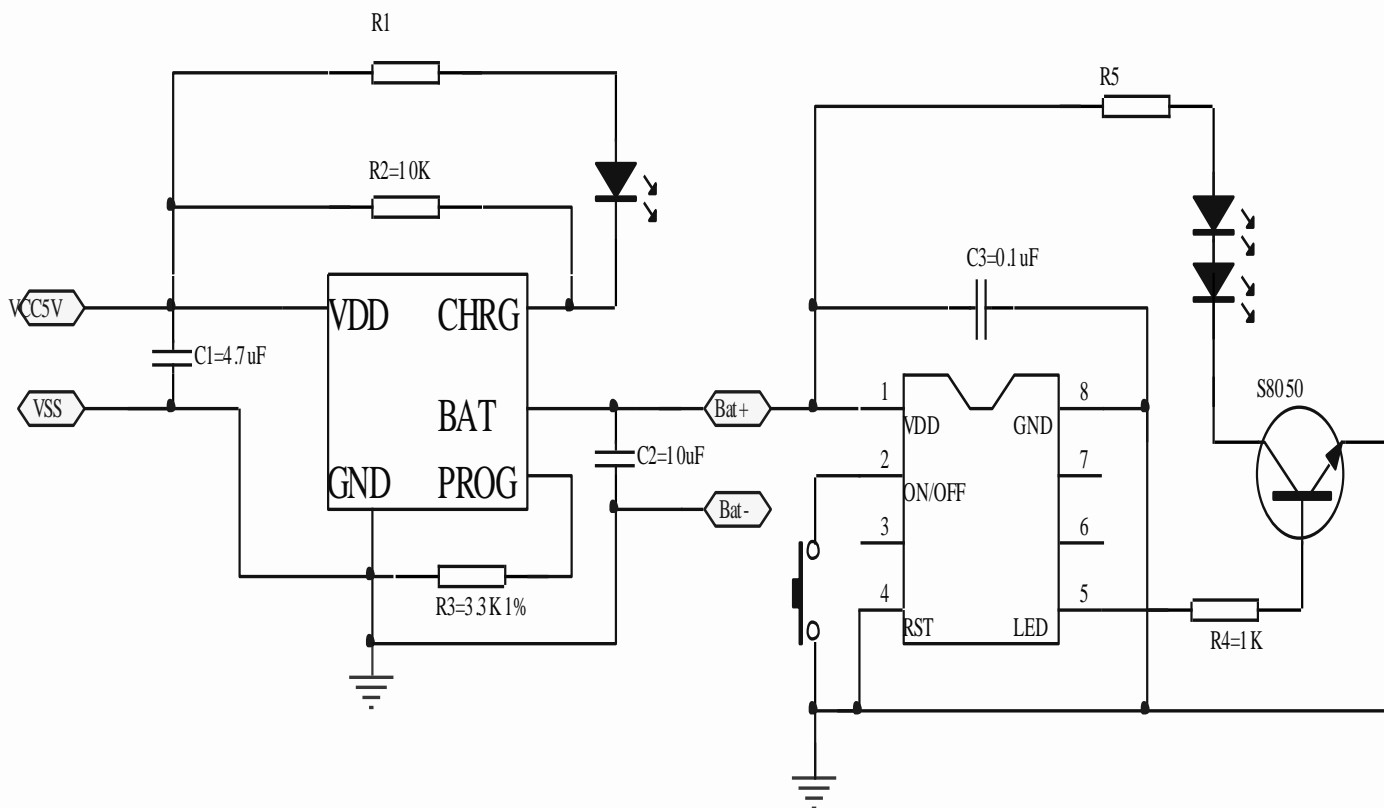 R1
R5
R2=10K
C3=0.1uF
VCC5V
VDD
CHRG
C1=4.7uF
S8050
VSS
BAT
Bat+
1
8
VDD
GND
C2=10uF
2
7
GND
PROG
ON/OFF
Bat-
3
6
R3=3.3K1%
4
5
RST
LED
R4=1K